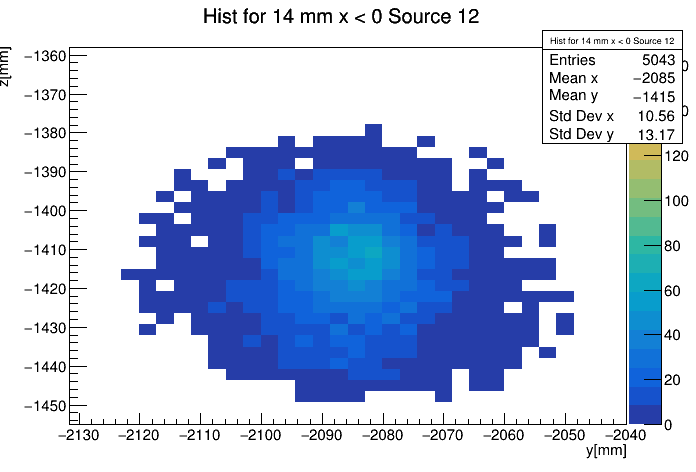 Hist for 14 mm x < 0 Source 12
z[mm]
Hist for 14 mm x < 0 Source 12
Entries 5043
Mean x −2085
Mean y −1415
Std Dev x 10.56
Std Dev y 13.17
−1360
−1370
−1380
−1390
−1400
−1410
−1420
−1430
−1440
−1450
−2130 −2120 −2110 −2100 −2090 −2080 −2070 −2060 −2050 −2040
y[mm]
120
100
80
60
40
20
0